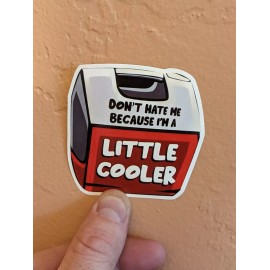 DON'T HATE ME
BECAUSE I'M A
LITTLE
COOLER